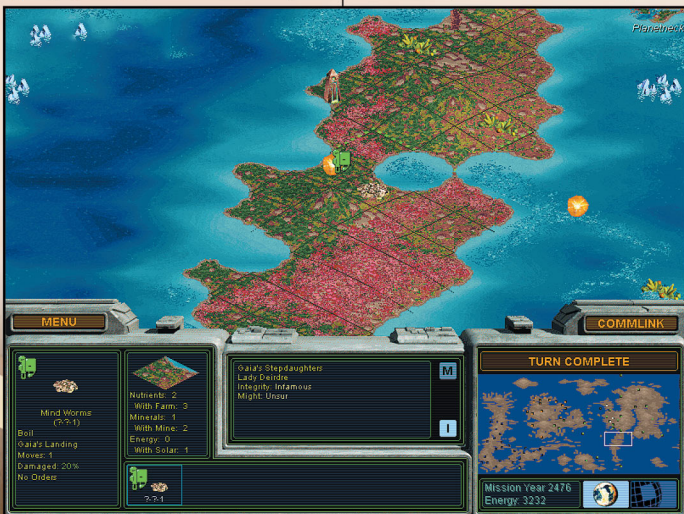 Planetneck
MENU
COMMLINK
Mind Worms
(?-?-1)
Boil
Gaia's Landing
Moves: 1
Damaged: 20%
No Orders
Nutrients: 2
With Farm: 3
Minerals: 1
With Mine: 2
Energy: 0
With Solar: 1
Gaia's Stepdaughters
Lady Deirdre
Integrity: Infamous
Might: Unsur
M
I
?-?-1
TURN COMPLETE
Mission Year 2476
Energy: 3232